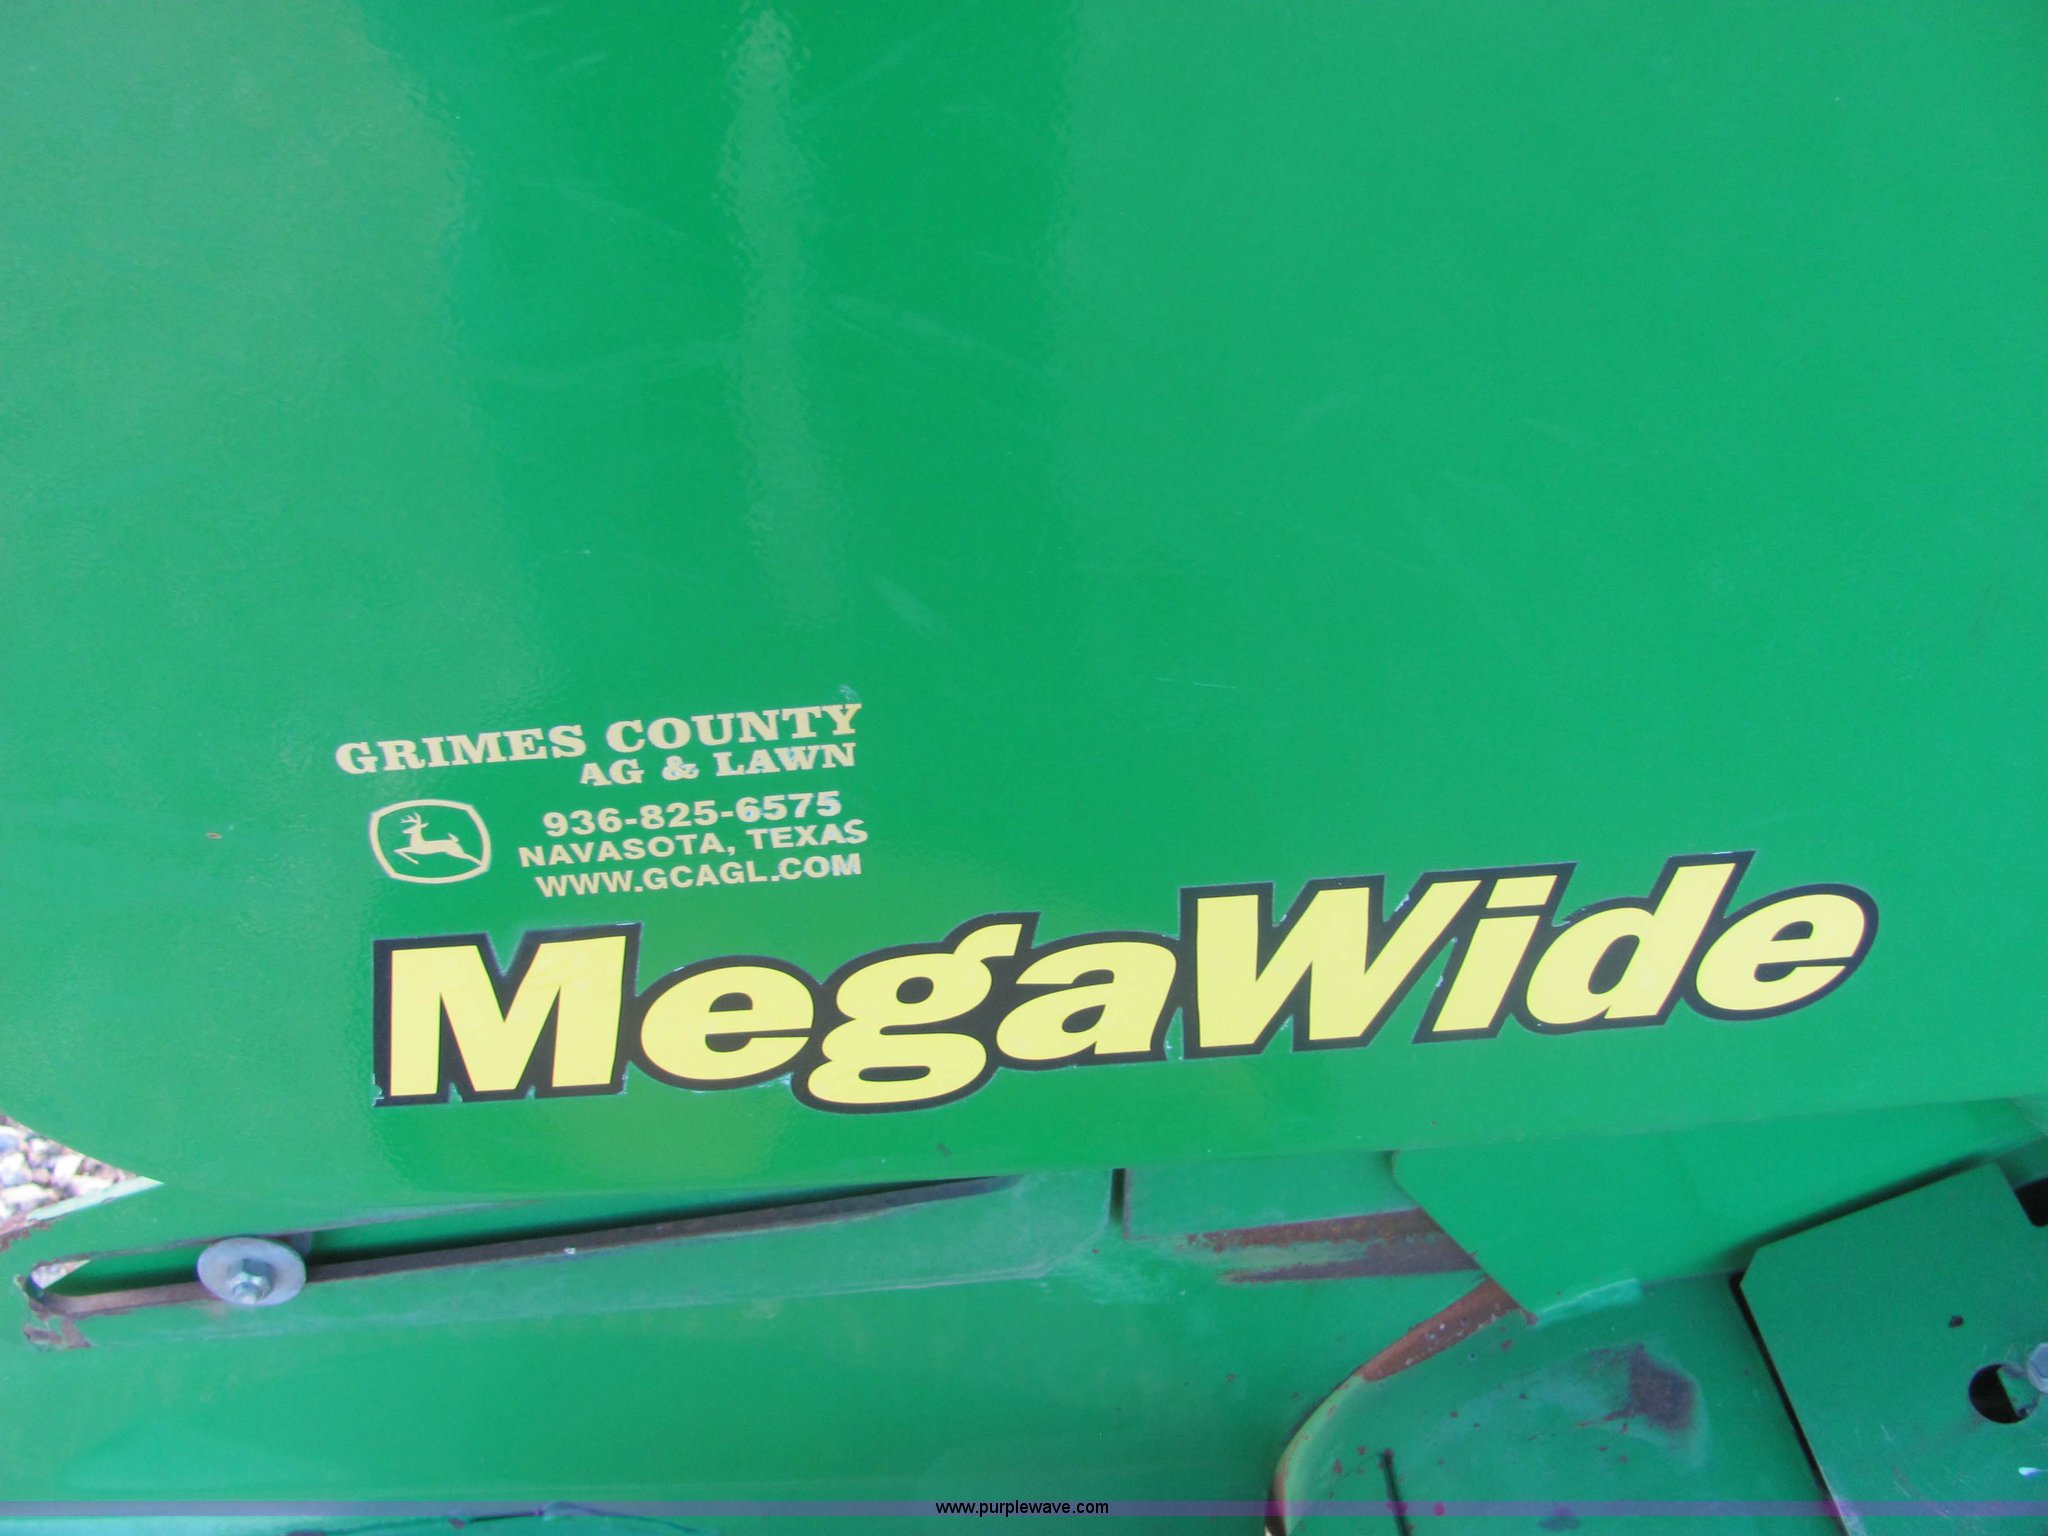 GRIMES COUNTY
AG & LAWN
936-825-6575
NAVASOTA, TEXAS
WWW.GCAGL.COM
MegaWide
www.purplewave.com